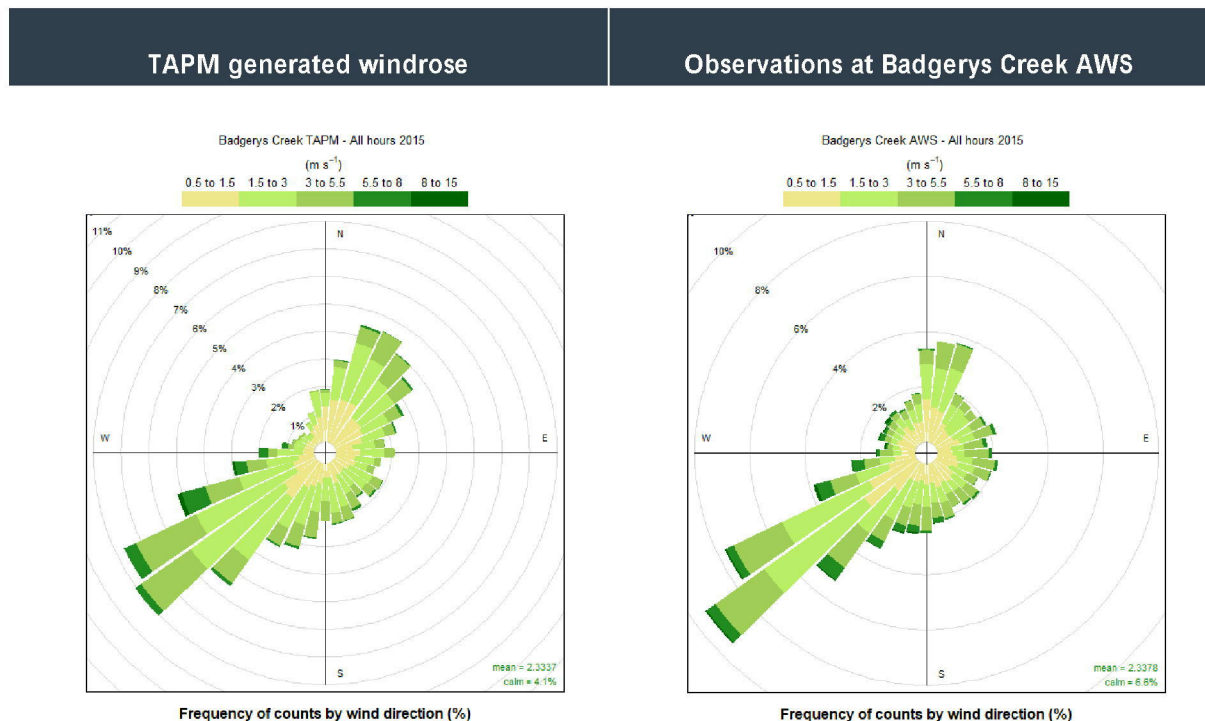 TAPM generated windrose
Observations at Badgerys Creek AWS
Badgerys Creek TAPM - All hours 2015
(m s⁻¹)
0.5 to 1.5 1.5 to 3 3 to 5.5 5.5 to 8 8 to 15
11%
10%
9%
8%
7%
6%
5%
4%
3%
2%
1%
N
W
E
S
mean = 2.3337
calm = 4.1%
Frequency of counts by wind direction (%)
Badgerys Creek AWS - All hours 2015
(m s⁻¹)
0.5 to 1.5 1.5 to 3 3 to 5.5 5.5 to 8 8 to 15
10%
8%
6%
4%
2%
N
W
E
S
mean = 2.3378
calm = 6.6%
Frequency of counts by wind direction (%)